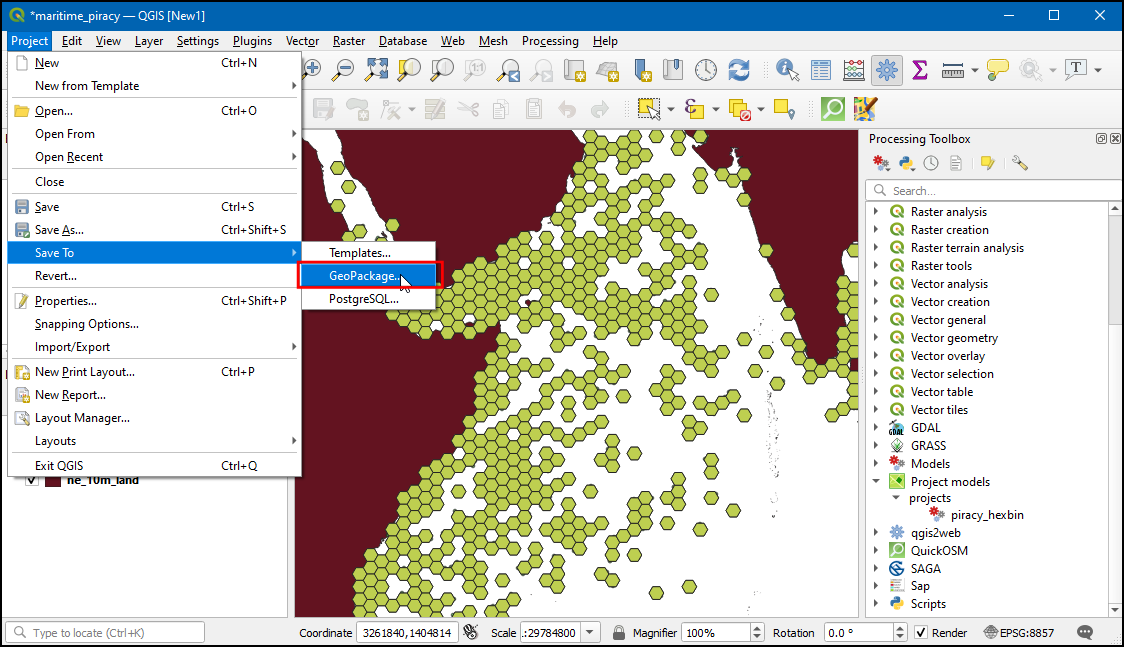 *maritime_piracy — QGIS [New1]
Project Edit View Layer Settings Plugins Vector Raster Database Web Mesh Processing Help
New Ctrl+N
New from Template
Open... Ctrl+O
Open From
Open Recent
Close
Save Ctrl+S
Save As... Ctrl+Shift+S
Save To
Revert...
Properties... Ctrl+Shift+P
Snapping Options...
Import/Export
New Print Layout... Ctrl+P
New Report...
Layout Manager...
Layouts
Exit QGIS Ctrl+Q
Templates...
GeoPackage...
PostgreSQL...
ne_10m_land
Processing Toolbox
Search...
Raster analysis
Raster creation
Raster terrain analysis
Raster tools
Vector analysis
Vector creation
Vector general
Vector geometry
Vector overlay
Vector selection
Vector table
Vector tiles
GDAL
GRASS
Models
Project models
projects
piracy_hexbin
qgis2web
QuickOSM
SAGA
Sap
Scripts
Type to locate (Ctrl+K) Coordinate 3261840,1404814 Scale .:29784800 Magnifier 100% Rotation 0.0 ° Render EPSG:8857